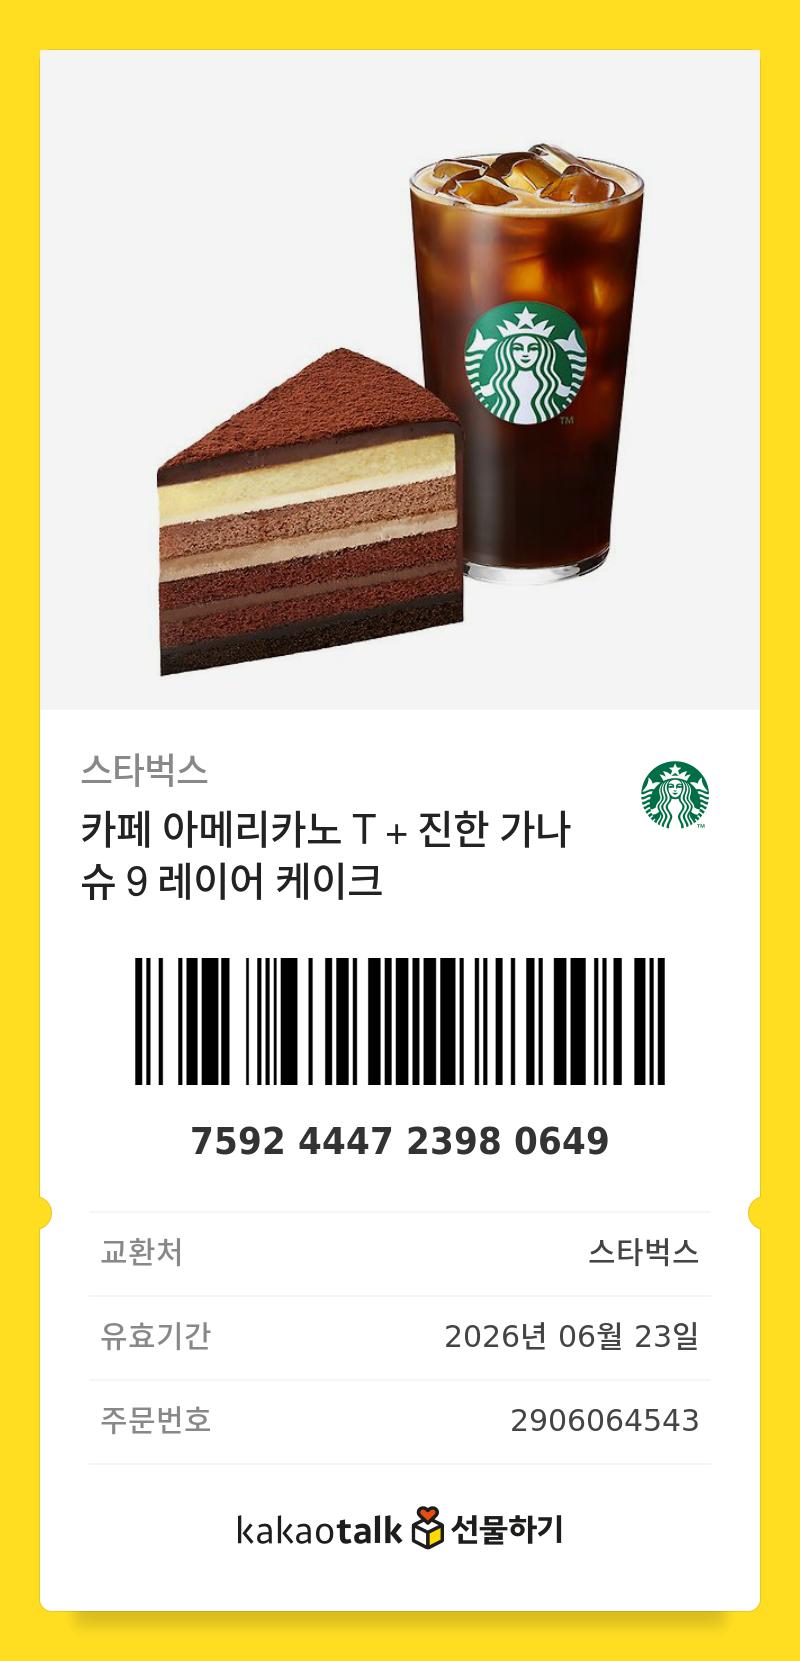 TM
스타벅스
TM
카페 아메리카노 T + 진한 가나
슈 9 레이어 케이크
7592 4447 2398 0649
교환처 스타벅스
유효기간 2026년 06월 23일
주문번호 2906064543
kakaotalk 선물하기